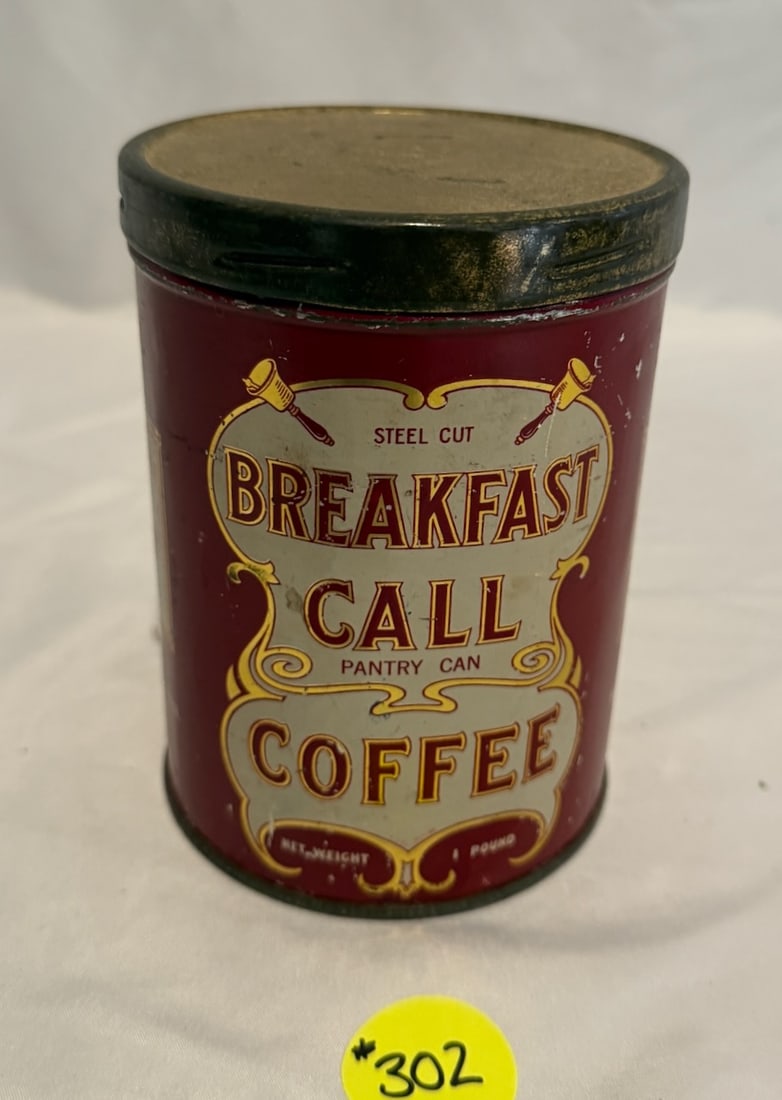 STEEL CUT
BREAKFAST
CALL
PANTRY CAN
COFFEE
NET WEIGHT 1 POUND
#302